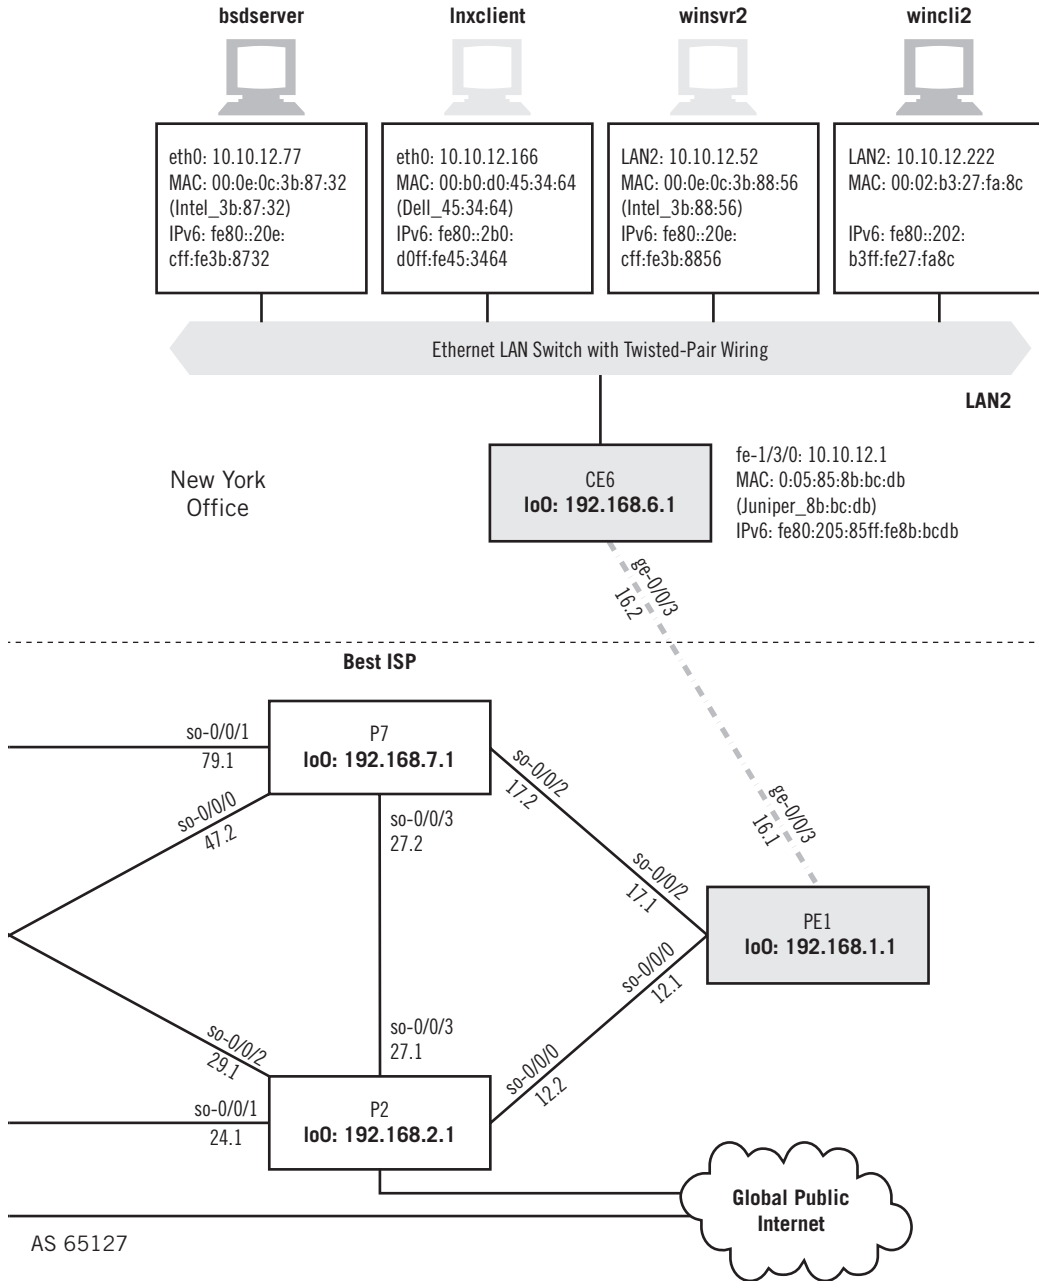 bsdserver
lnxclient
winsvr2
wincli2
eth0: 10.10.12.77
MAC: 00:0e:0c:3b:87:32
(Intel_3b:87:32)
IPv6: fe80::20e:
cff:fe3b:8732
eth0: 10.10.12.166
MAC: 00:b0:d0:45:34:64
(Dell_45:34:64)
IPv6: fe80::2b0:
d0ff:fe45:3464
LAN2: 10.10.12.52
MAC: 00:0e:0c:3b:88:56
(Intel_3b:88:56)
IPv6: fe80::20e:
cff:fe3b:8856
LAN2: 10.10.12.222
MAC: 00:02:b3:27:fa:8c
IPv6: fe80::202:
b3ff:fe27:fa8c
Ethernet LAN Switch with Twisted-Pair Wiring
LAN2
New York
Office
CE6
lo0: 192.168.6.1
fe-1/3/0: 10.10.12.1
MAC: 0:05:85:8b:bc:db
(Juniper_8b:bc:db)
IPv6: fe80:205:85ff:fe8b:bcdb
ge-0/0/3
16.2
Best ISP
so-0/0/1
79.1
P7
lo0: 192.168.7.1
so-0/0/2
17.2
so-0/0/0
47.2
so-0/0/3
27.2
ge-0/0/3
16.1
so-0/0/2
17.1
PE1
lo0: 192.168.1.1
so-0/0/0
12.1
so-0/0/2
29.1
so-0/0/3
27.1
so-0/0/0
12.2
so-0/0/1
24.1
P2
lo0: 192.168.2.1
Global Public
Internet
AS 65127